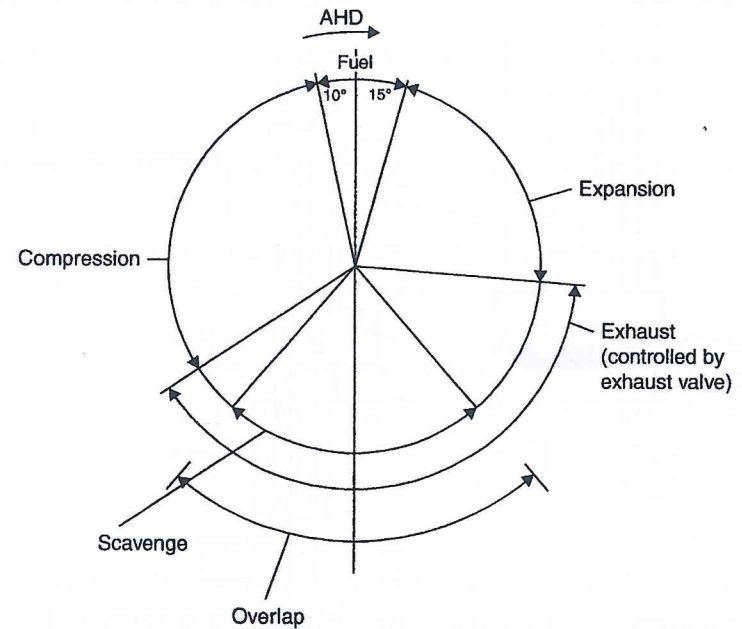 AHD
Fuel
10° 15°
Expansion
Compression
Exhaust
(controlled by
exhaust valve)
Scavenge
Overlap